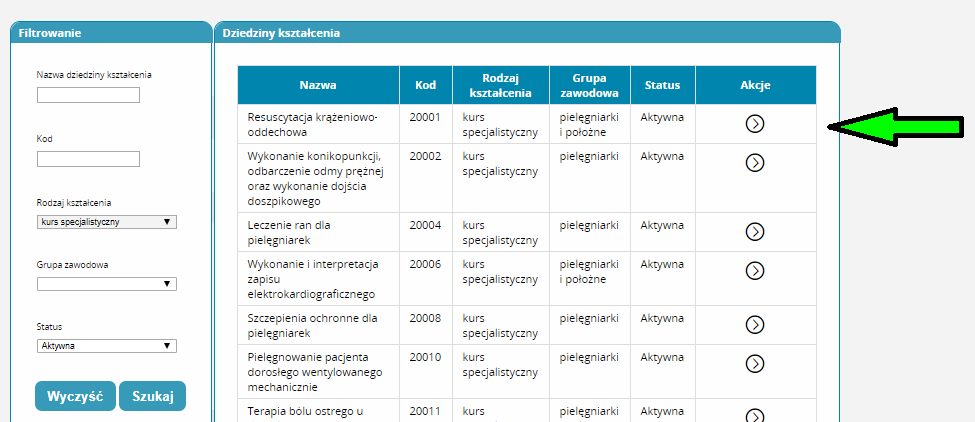 Filtrowanie
Nazwa dziedziny kształcenia
Kod
Rodzaj kształcenia
kurs specjalistyczny
Grupa zawodowa
Status
Aktywna
Wyczyść Szukaj
Dziedziny kształcenia
Nazwa Kod Rodzaj kształcenia Grupa zawodowa Status Akcje
Resuscytacja krążeniowo- 20001 kurs pielęgniarki Aktywna
oddechowa specjalistyczny i położne
Wykonanie konikopunkcji, 20002 kurs pielęgniarki Aktywna
odbarczenie odmy prężnej specjalistyczny
oraz wykonanie dojścia
doszpikowego
Leczenie ran dla 20004 kurs pielęgniarki Aktywna
pielęgniarek specjalistyczny
Wykonanie i interpretacja 20006 kurs pielęgniarki Aktywna
zapisu specjalistyczny i położne
elektrokardiograficznego
Szczepienia ochronne dla 20008 kurs pielęgniarki Aktywna
pielęgniarek specjalistyczny
Pielęgnowanie pacjenta 20010 kurs pielęgniarki Aktywna
dorosłego wentylowanego specjalistyczny
mechanicznie
Terapia bólu ostrego u 20011 kurs pielęgniarki Aktywna